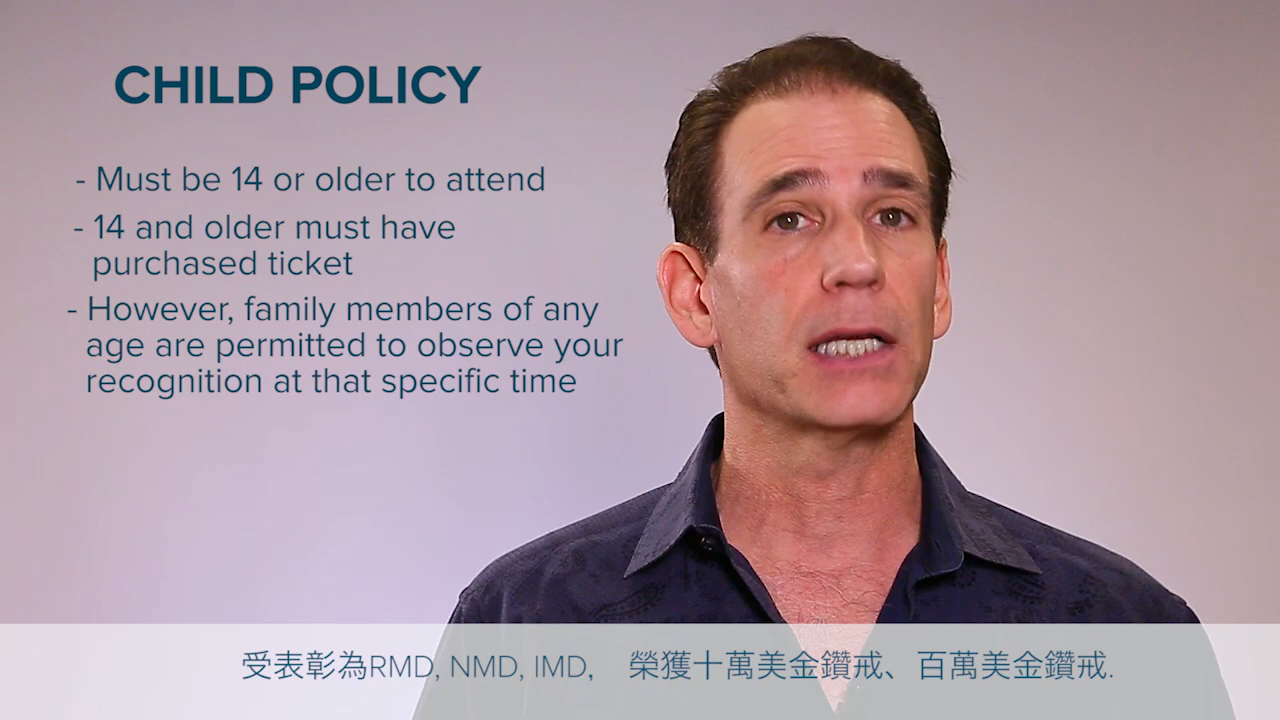 CHILD POLICY
- Must be 14 or older to attend
- 14 and older must have
purchased ticket
- However, family members of any
age are permitted to observe your
recognition at that specific time
受表彰為RMD, NMD, IMD, 榮獲十萬美金鑽戒、百萬美金鑽戒.